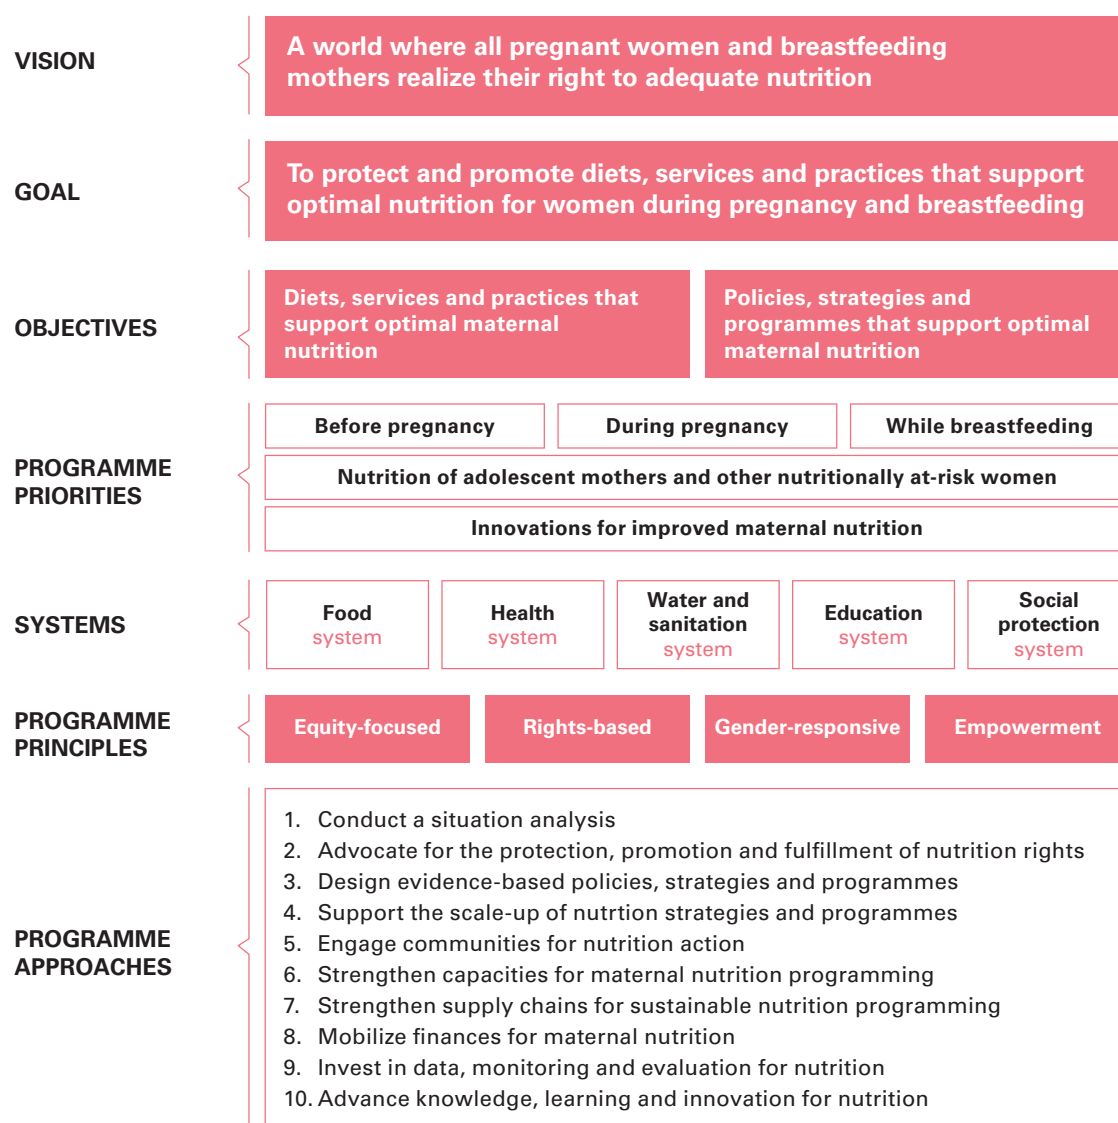 VISION
A world where all pregnant women and breastfeeding
mothers realize their right to adequate nutrition
GOAL
To protect and promote diets, services and practices that support
optimal nutrition for women during pregnancy and breastfeeding
OBJECTIVES
Diets, services and practices that
support optimal maternal
nutrition
Policies, strategies and
programmes that support optimal
maternal nutrition
PROGRAMME
PRIORITIES
Before pregnancy
During pregnancy
While breastfeeding
Nutrition of adolescent mothers and other nutritionally at-risk women
Innovations for improved maternal nutrition
SYSTEMS
Food
system
Health
system
Water and
sanitation
system
Education
system
Social
protection
system
PROGRAMME
PRINCIPLES
Equity-focused
Rights-based
Gender-responsive
Empowerment
PROGRAMME
APPROACHES
1. Conduct a situation analysis
2. Advocate for the protection, promotion and fulfillment of nutrition rights
3. Design evidence-based policies, strategies and programmes
4. Support the scale-up of nutrtion strategies and programmes
5. Engage communities for nutrition action
6. Strengthen capacities for maternal nutrition programming
7. Strengthen supply chains for sustainable nutrition programming
8. Mobilize finances for maternal nutrition
9. Invest in data, monitoring and evaluation for nutrition
10. Advance knowledge, learning and innovation for nutrition